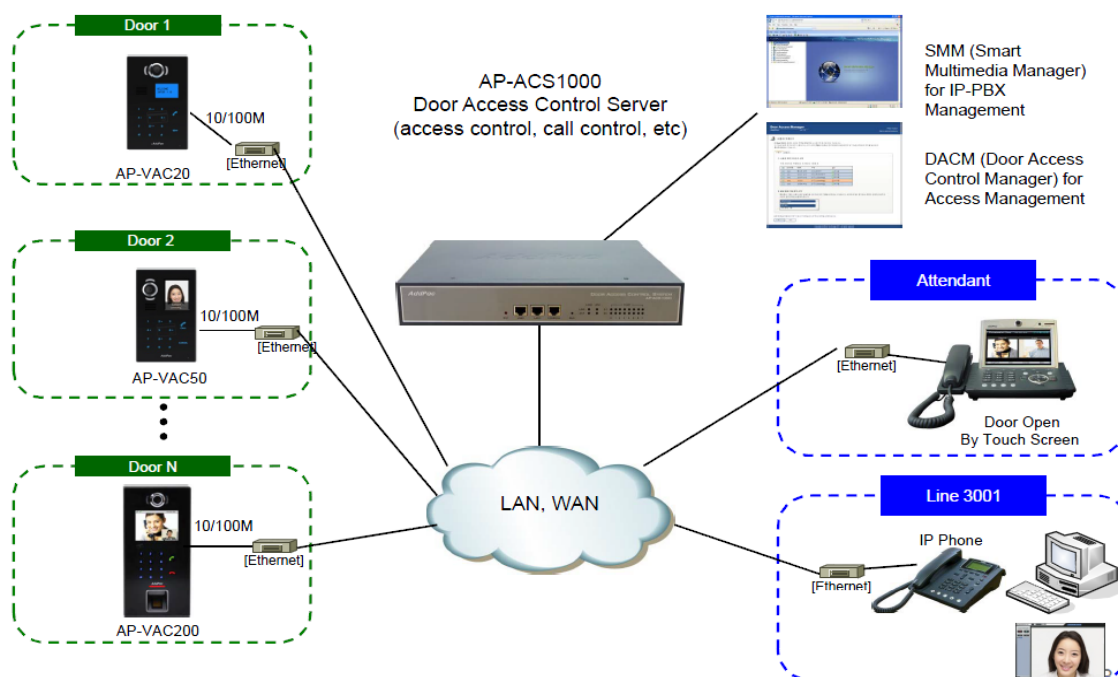 Door 1
10/100M
[Ethernet]
AP-VAC20
Door 2
10/100M
[Ethernet]
AP-VAC50
Door N
10/100M
[Ethernet]
AP-VAC200
AP-ACS1000
Door Access Control Server
(access control, call control, etc)
AddPac
LAN, WAN
SMM (Smart
Multimedia Manager)
for IP-PBX
Management
DACM (Door Access
Control Manager) for
Access Management
Attendant
[Ethernet]
Door Open
By Touch Screen
Line 3001
IP Phone
[Ethernet]